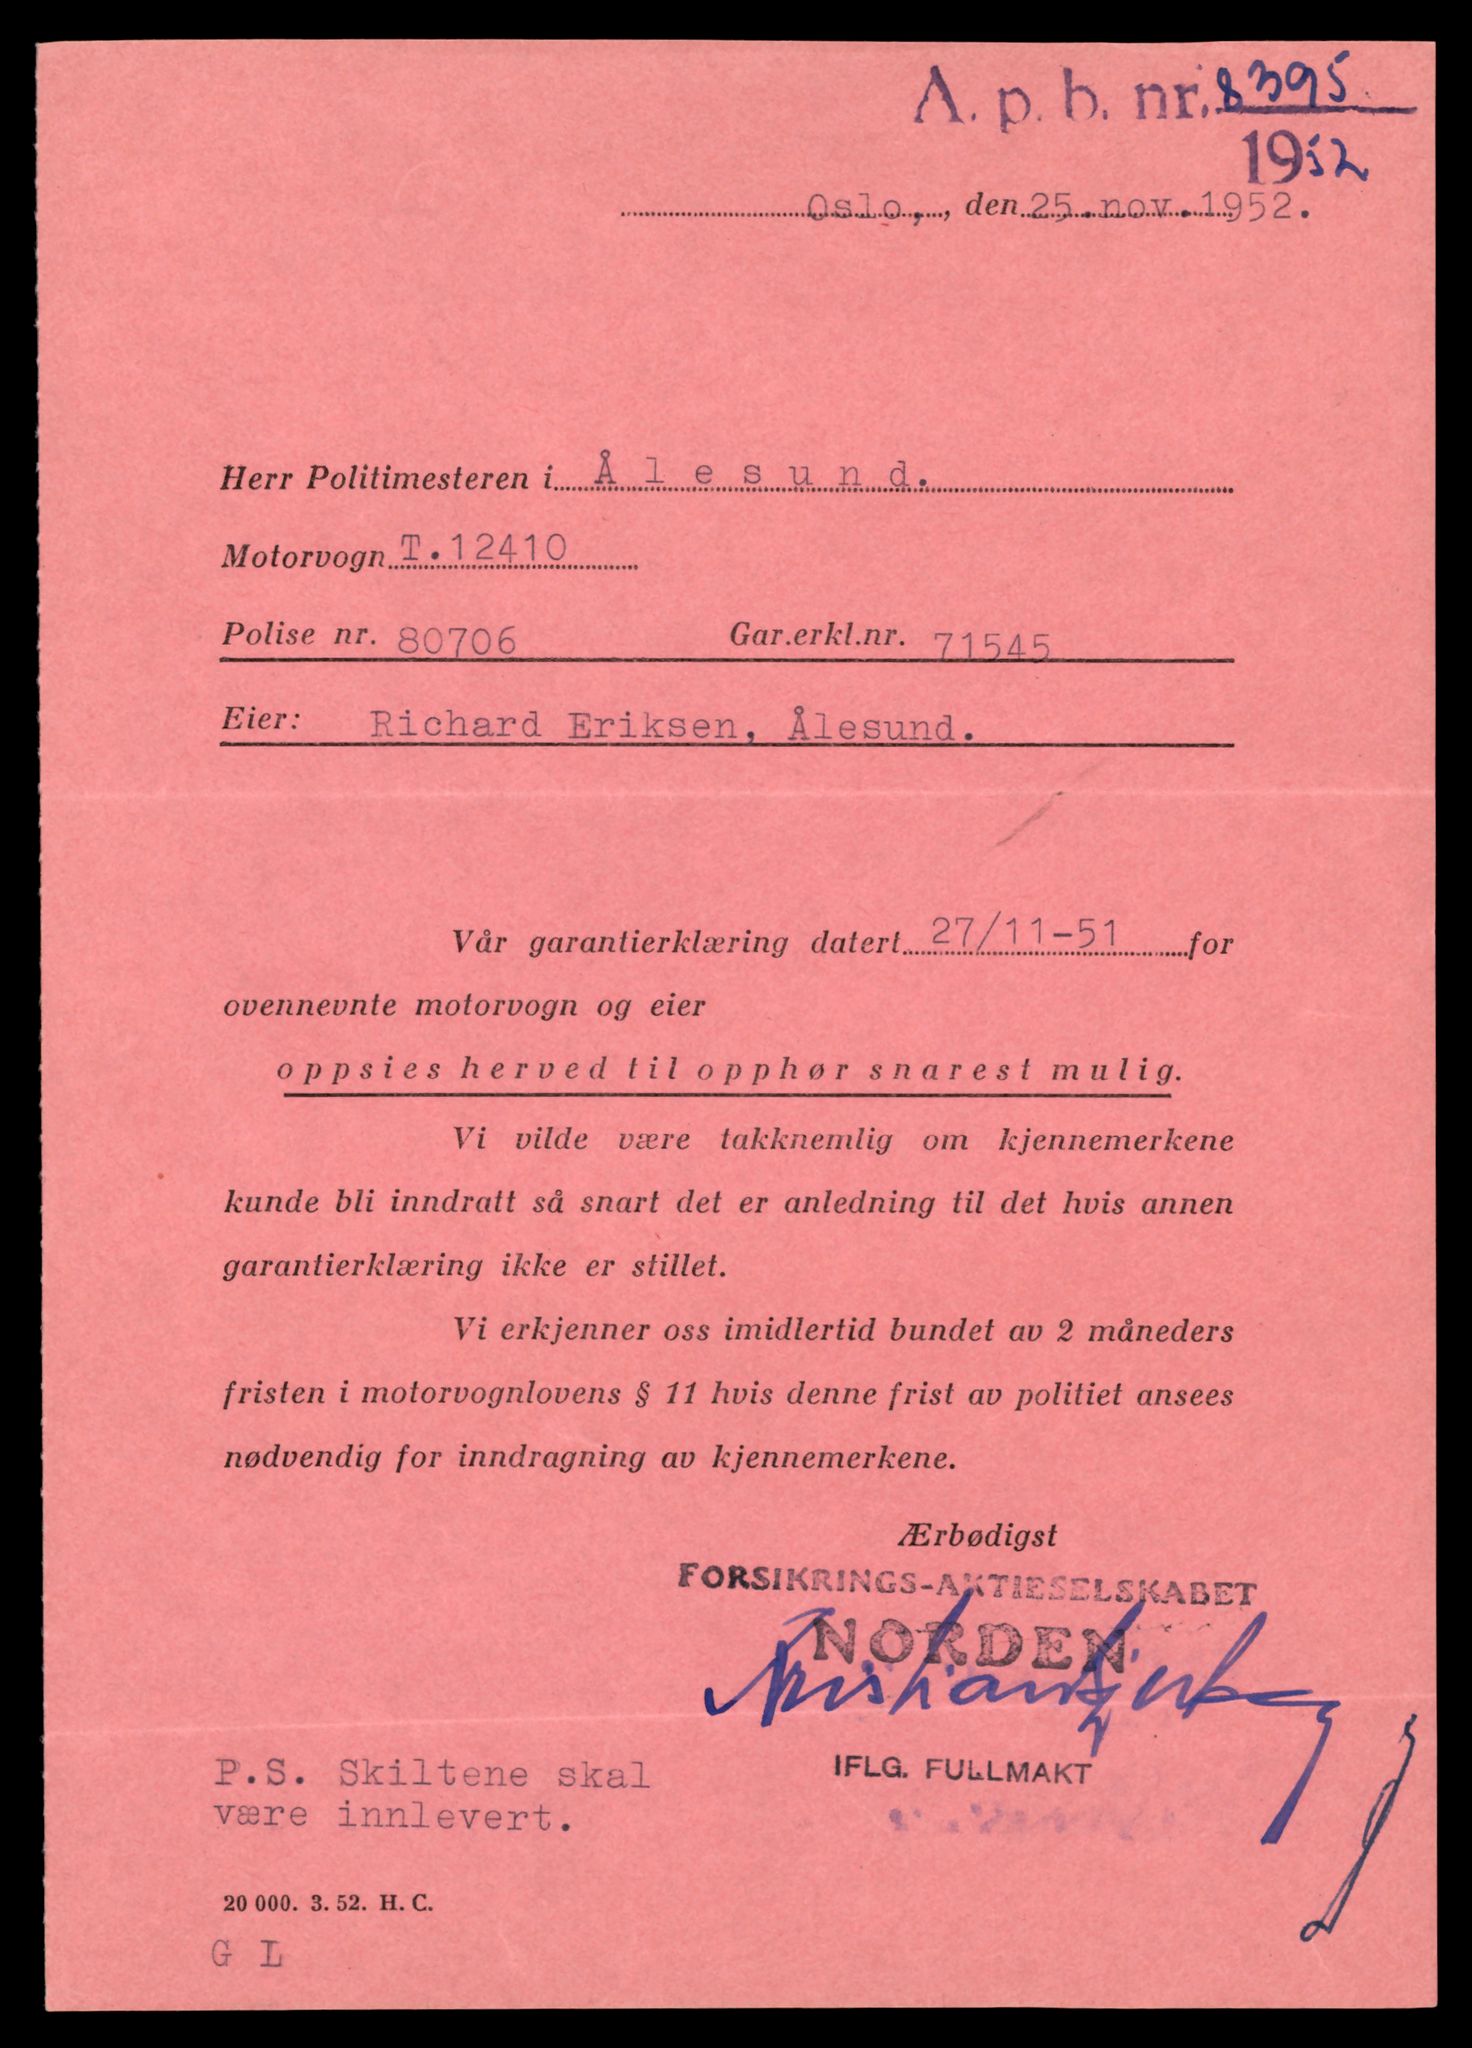 A. p. b. nr. 8395
1952
Oslo, , den 25. nov. 1952.
Herr Politimesteren i Ålesund.
Motorvogn T.12410
Polise nr. 80706 Gar.erkl.nr. 71545
Eier: Richard Eriksen, Ålesund.
Vår garantierklæring datert 27/11-51 for
ovennevnte motorvogn og eier
oppsies herved til opphør snarest mulig.
Vi vilde være takknemlig om kjennemerkene
kunde bli inndratt så snart det er anledning til det hvis annen
garantierklæring ikke er stillet.
Vi erkjenner oss imidlertid bundet av 2 måneders
fristen i motorvognlovens § 11 hvis denne frist av politiet ansees
nødvendig for inndragning av kjennemerkene.
Ærbødigst
FORSIKRINGS-AKTIESELSKABET
NORDEN
IFLG. FULLMAKT
P.S. Skiltene skal
være innlevert.
20 000. 3. 52. H. C.
G L